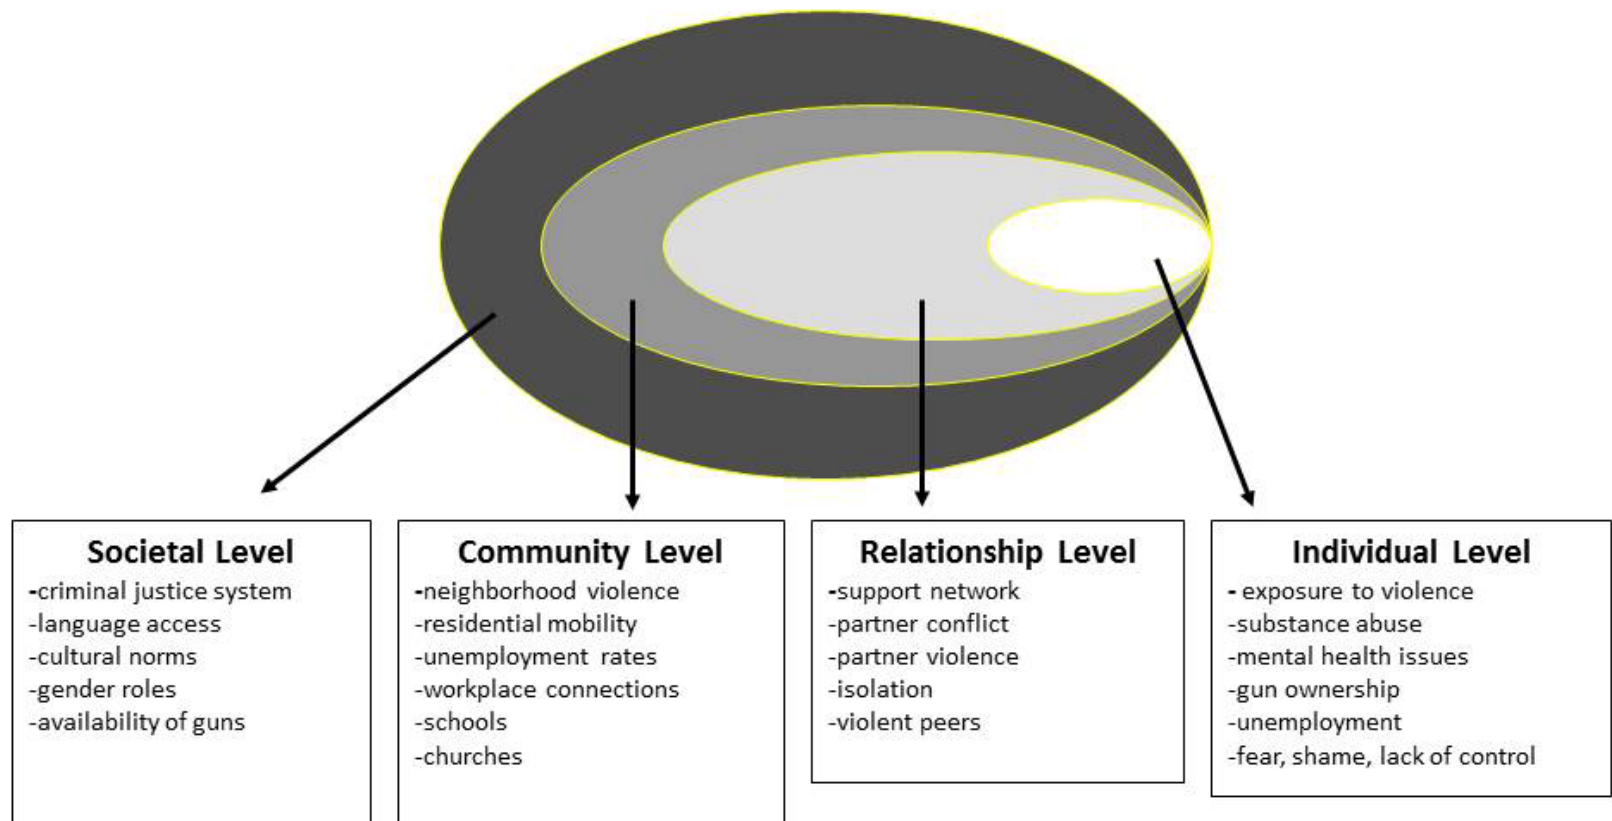 Societal Level
-criminal justice system
-language access
-cultural norms
-gender roles
-availability of guns
Community Level
-neighborhood violence
-residential mobility
-unemployment rates
-workplace connections
-schools
-churches
Relationship Level
-support network
-partner conflict
-partner violence
-isolation
-violent peers
Individual Level
- exposure to violence
-substance abuse
-mental health issues
-gun ownership
-unemployment
-fear, shame, lack of control